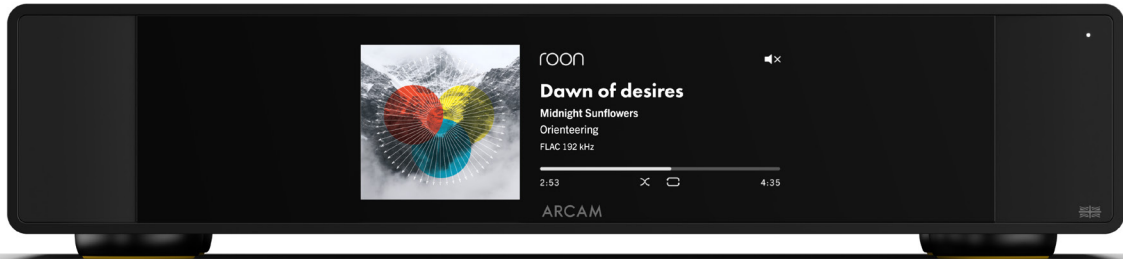 roon
Dawn of desires
Midnight Sunflowers
Orienteering
FLAC 192 kHz
2:53
4:35
ARCAM